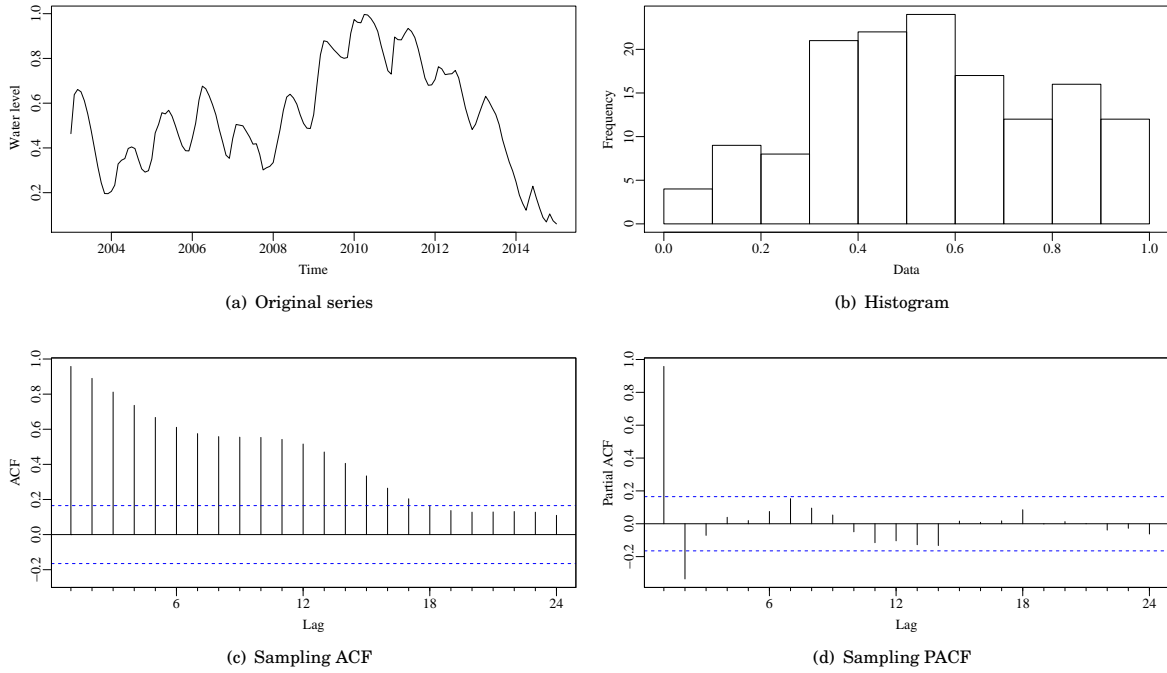 Water level
0.2 0.4 0.6 0.8 1.0
2004 2006 2008 2010 2012 2014
Time
(a) Original series
Frequency
0 5 10 15 20
0.0 0.2 0.4 0.6 0.8 1.0
Data
(b) Histogram
ACF
−0.2 0.0 0.2 0.4 0.6 0.8 1.0
6 12 18 24
Lag
(c) Sampling ACF
Partial ACF
−0.2 0.0 0.2 0.4 0.6 0.8 1.0
6 12 18 24
Lag
(d) Sampling PACF